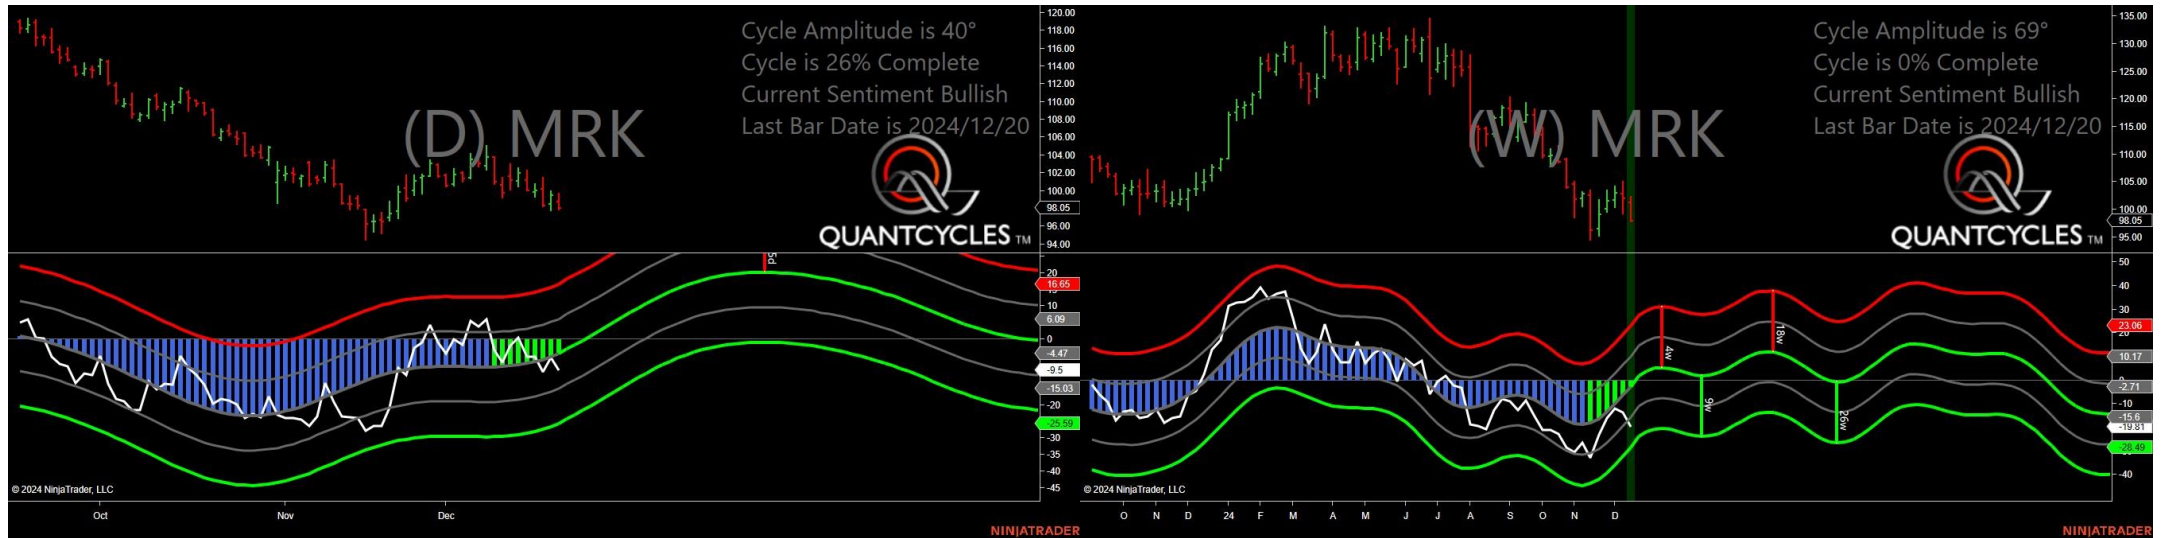 Cycle Amplitude is 40°
Cycle is 26% Complete
Current Sentiment Bullish
Last Bar Date is 2024/12/20
(D) MRK
QUANTCYCLES TM
120.00
118.00
116.00
114.00
112.00
110.00
108.00
106.00
104.00
102.00
100.00
98.05
96.00
94.00
5d
20
16.65
10
6.09
0
-4.47
-9.5
-15.03
-20
-25.59
-30
-35
-40
-45
© 2024 NinjaTrader, LLC
Oct Nov Dec
NINJATRADER
Cycle Amplitude is 69°
Cycle is 0% Complete
Current Sentiment Bullish
Last Bar Date is 2024/12/20
(W) MRK
QUANTCYCLES TM
135.00
130.00
125.00
120.00
115.00
110.00
105.00
100.00
98.05
95.00
4w
9w
18w
26w
50
40
30
23.06
20
10.17
0
-2.71
-10
-15.6
-19.81
-28.49
-40
© 2024 NinjaTrader, LLC
O N D 24 F M A M J J A S O N D
NINJATRADER